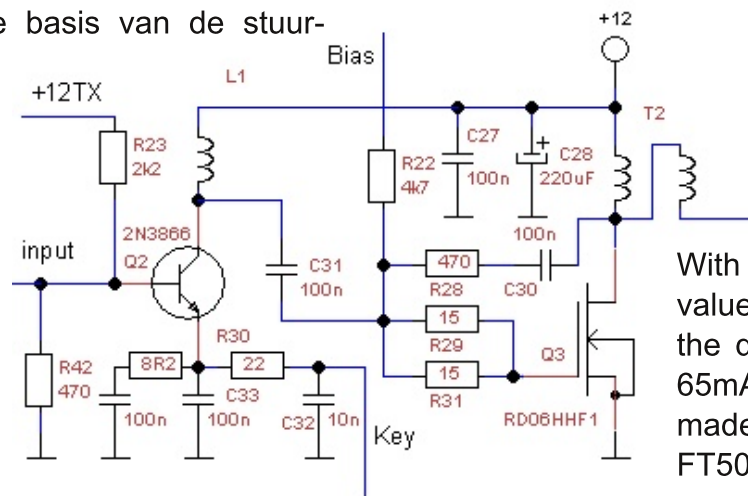 e basis van de stuur-
+12
Bias
L1
+12TX
T2
R23
2k2
C27
100n
C28
220uF
R22
4k7
2N3866
100n
input
Q2
C31
100n
470
R28
C30
With
value
15
R29
the d
R30
Q3
65mA
R42
470
8R2
22
15
R31
made
100n
C33
100n
C32
10n
RD06HHF1
Key
FT50